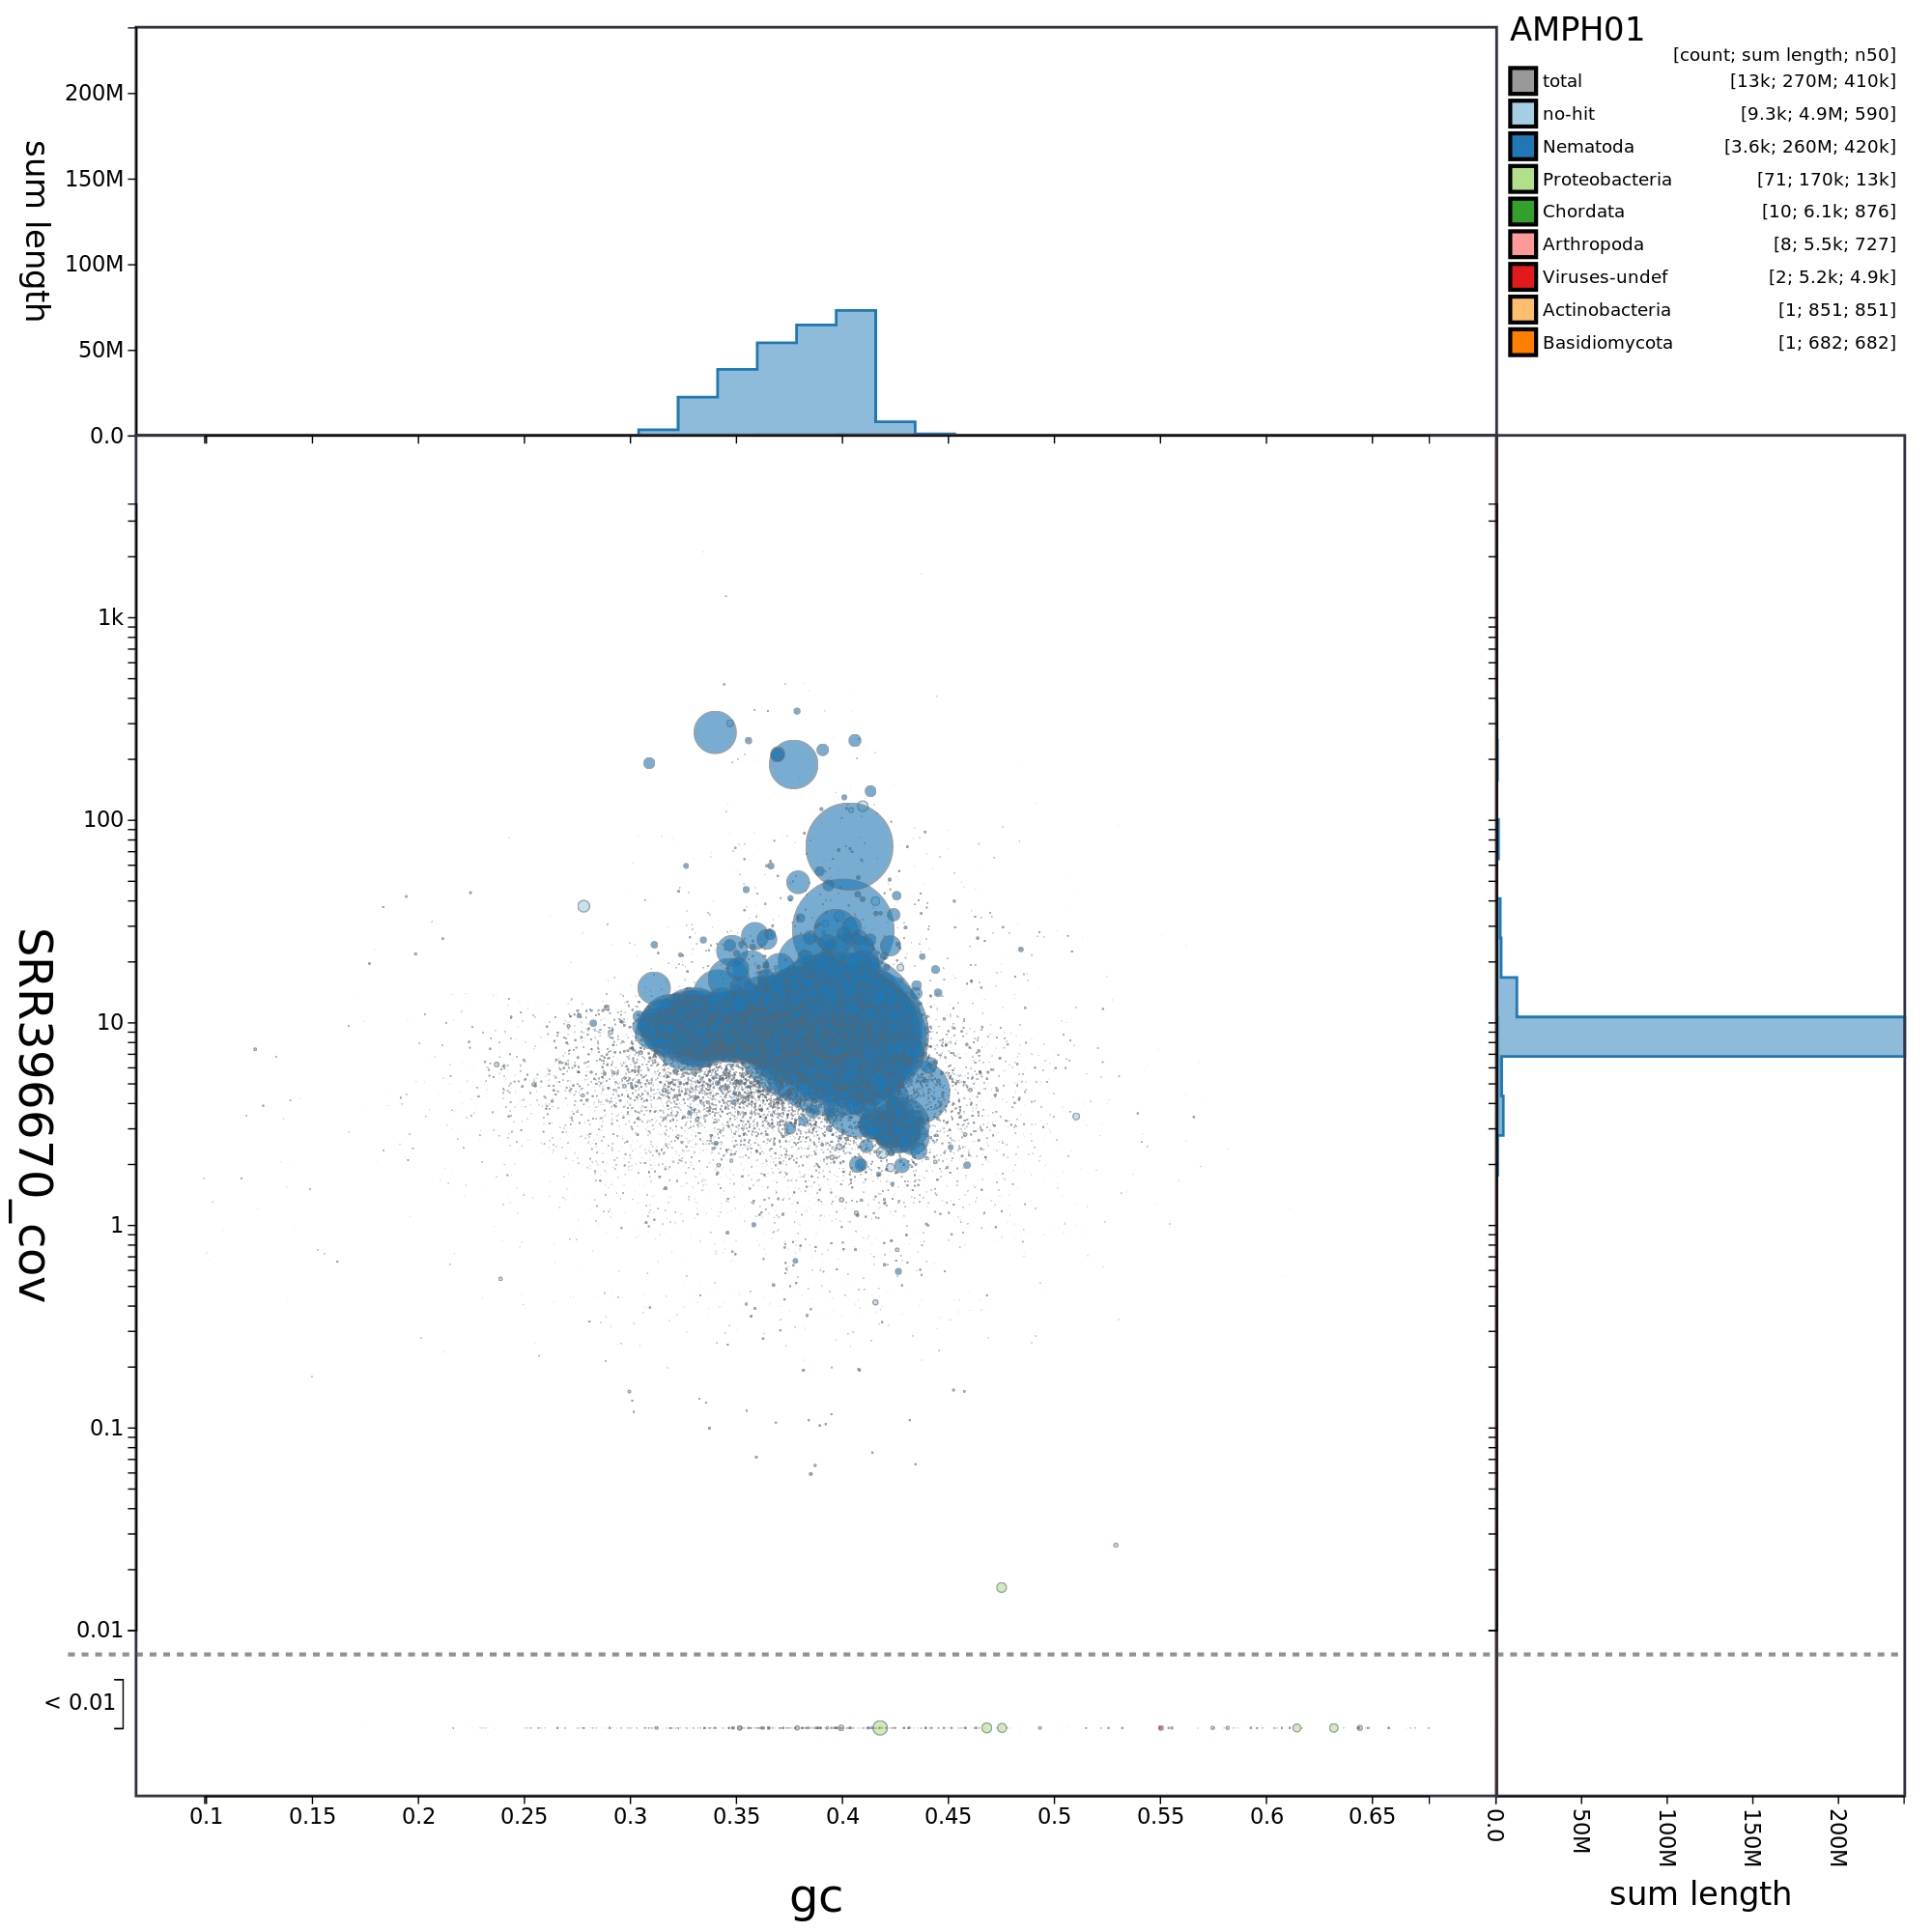 AMPH01
[count; sum length; n50]
total [13k; 270M; 410k]
no-hit [9.3k; 4.9M; 590]
Nematoda [3.6k; 260M; 420k]
Proteobacteria [71; 170k; 13k]
Chordata [10; 6.1k; 876]
Arthropoda [8; 5.5k; 727]
Viruses-undef [2; 5.2k; 4.9k]
Actinobacteria [1; 851; 851]
Basidiomycota [1; 682; 682]
sum length
200M
150M
100M
50M
0.0
SRR396670_cov
1k
100
10
1
0.1
0.01
< 0.01
0.1 0.15 0.2 0.25 0.3 0.35 0.4 0.45 0.5 0.55 0.6 0.65
gc
0.0 50M 100M 150M 200M
sum length